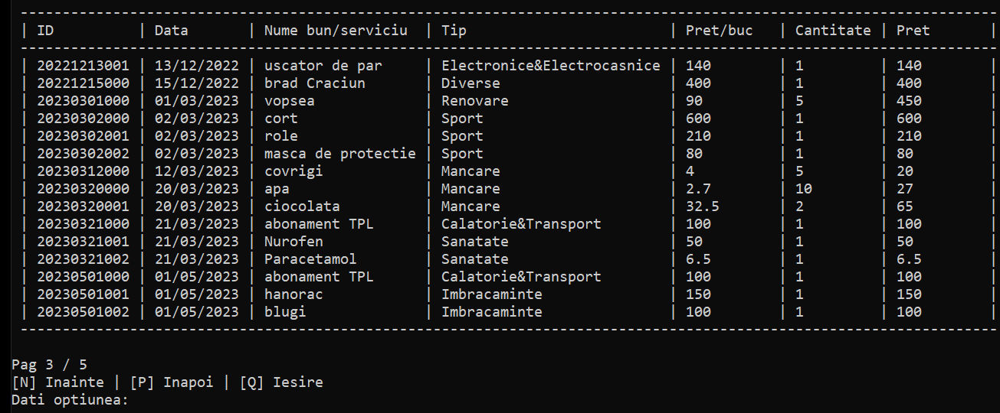 | ID | Data | Nume bun/serviciu | Tip | Pret/buc | Cantitate | Pret |
| 20221213001 | 13/12/2022 | uscator de par | Electronice&Electrocasnice | 140 | 1 | 140 |
| 20221215000 | 15/12/2022 | brad Craciun | Diverse | 400 | 1 | 400 |
| 20230301000 | 01/03/2023 | vopsea | Renovare | 90 | 5 | 450 |
| 20230302000 | 02/03/2023 | cort | Sport | 600 | 1 | 600 |
| 20230302001 | 02/03/2023 | role | Sport | 210 | 1 | 210 |
| 20230302002 | 02/03/2023 | masca de protectie | Sport | 80 | 1 | 80 |
| 20230312000 | 12/03/2023 | covrigi | Mancare | 4 | 5 | 20 |
| 20230320000 | 20/03/2023 | apa | Mancare | 2.7 | 10 | 27 |
| 20230320001 | 20/03/2023 | ciocolata | Mancare | 32.5 | 2 | 65 |
| 20230321000 | 21/03/2023 | abonament TPL | Calatorie&Transport | 100 | 1 | 100 |
| 20230321001 | 21/03/2023 | Nurofen | Sanatate | 50 | 1 | 50 |
| 20230321002 | 21/03/2023 | Paracetamol | Sanatate | 6.5 | 1 | 6.5 |
| 20230501000 | 01/05/2023 | abonament TPL | Calatorie&Transport | 100 | 1 | 100 |
| 20230501001 | 01/05/2023 | hanorac | Imbracaminte | 150 | 1 | 150 |
| 20230501002 | 01/05/2023 | blugi | Imbracaminte | 100 | 1 | 100 |
Pag 3 / 5
[N] Inainte | [P] Inapoi | [Q] Iesire
Dati optiunea: